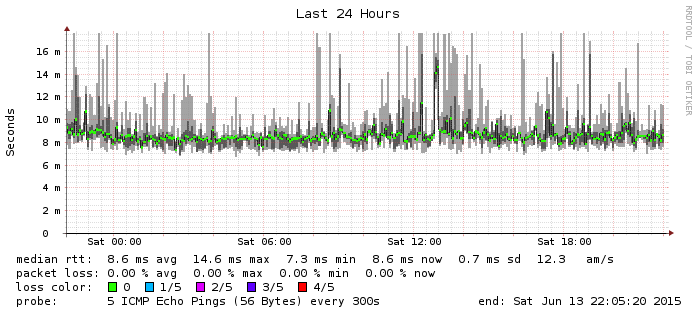 Last 24 Hours
RRDTOOL / TOBI OETIKER
Seconds
16 m
14 m
12 m
10 m
8 m
6 m
4 m
2 m
0
Sat 00:00 Sat 06:00 Sat 12:00 Sat 18:00
median rtt: 8.6 ms avg 14.6 ms max 7.3 ms min 8.6 ms now 0.7 ms sd 12.3 am/s
packet loss: 0.00 % avg 0.00 % max 0.00 % min 0.00 % now
loss color: 0 1/5 2/5 3/5 4/5
probe: 5 ICMP Echo Pings (56 Bytes) every 300s end: Sat Jun 13 22:05:20 2015